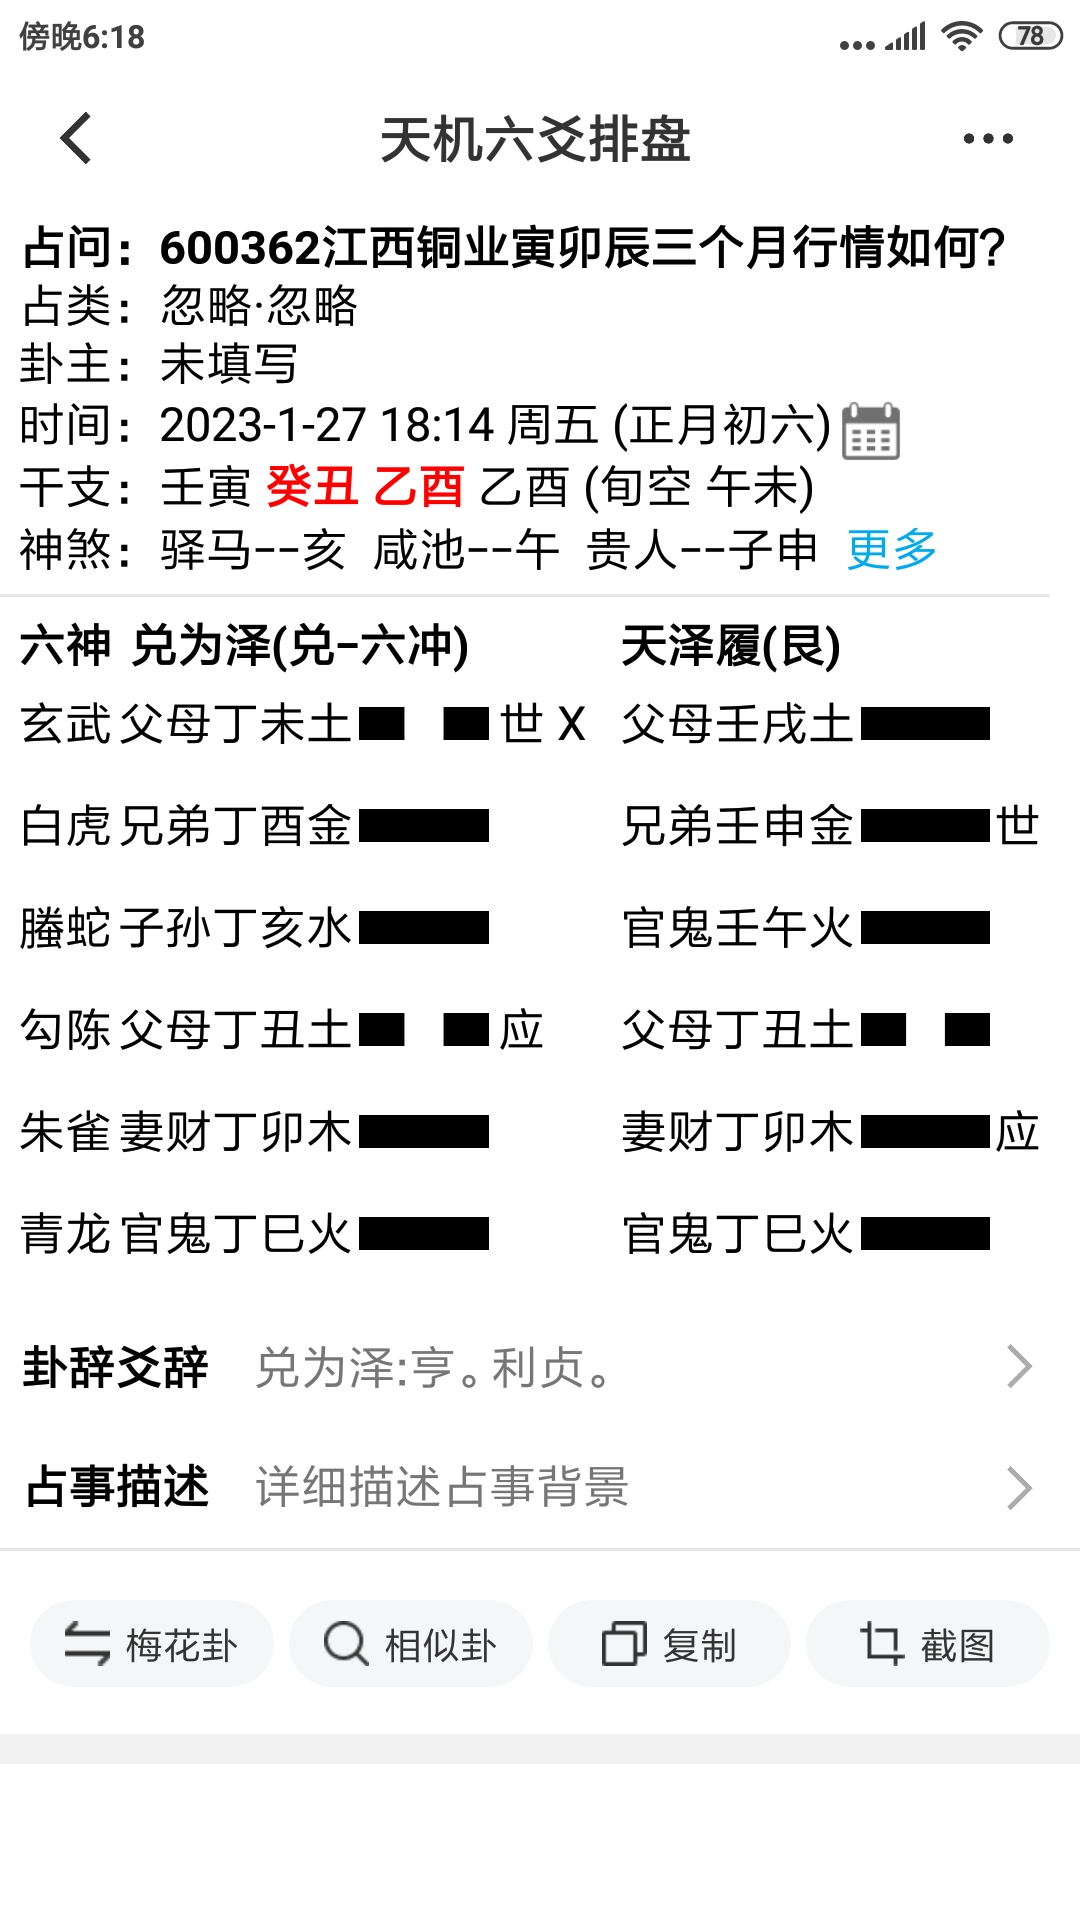 傍晚6:18
78
天机六爻排盘
占问：600362江西铜业寅卯辰三个月行情如何？
占类：忽略·忽略
卦主：未填写
时间：2023-1-27 18:14 周五 (正月初六)
干支：壬寅 癸丑 乙酉 乙酉 (旬空 午未)
神煞：驿马--亥 咸池--午 贵人--子申 更多
六神 兑为泽(兑-六冲) 天泽履(艮)
玄武 父母丁未土 世 X 父母壬戌土
白虎 兄弟丁酉金 兄弟壬申金 世
螣蛇 子孙丁亥水 官鬼壬午火
勾陈 父母丁丑土 应 父母丁丑土
朱雀 妻财丁卯木 妻财丁卯木 应
青龙 官鬼丁巳火 官鬼丁巳火
卦辞爻辞 兑为泽:亨。利贞。
占事描述 详细描述占事背景
梅花卦 相似卦 复制 截图